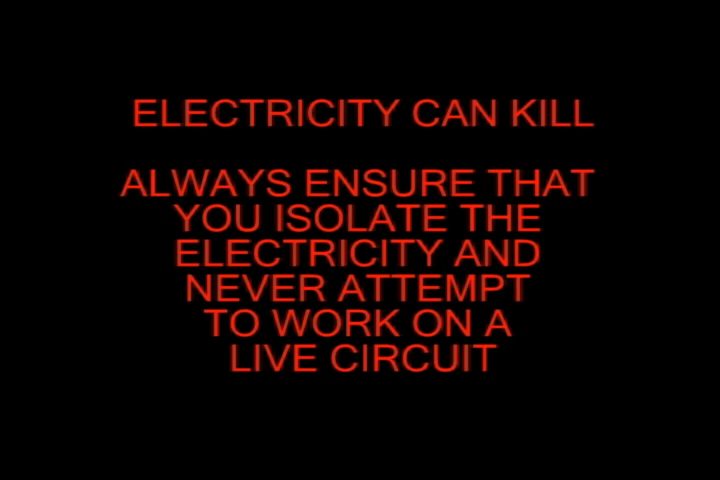 ELECTRICITY CAN KILL
ALWAYS ENSURE THAT
YOU ISOLATE THE
ELECTRICITY AND
NEVER ATTEMPT
TO WORK ON A
LIVE CIRCUIT